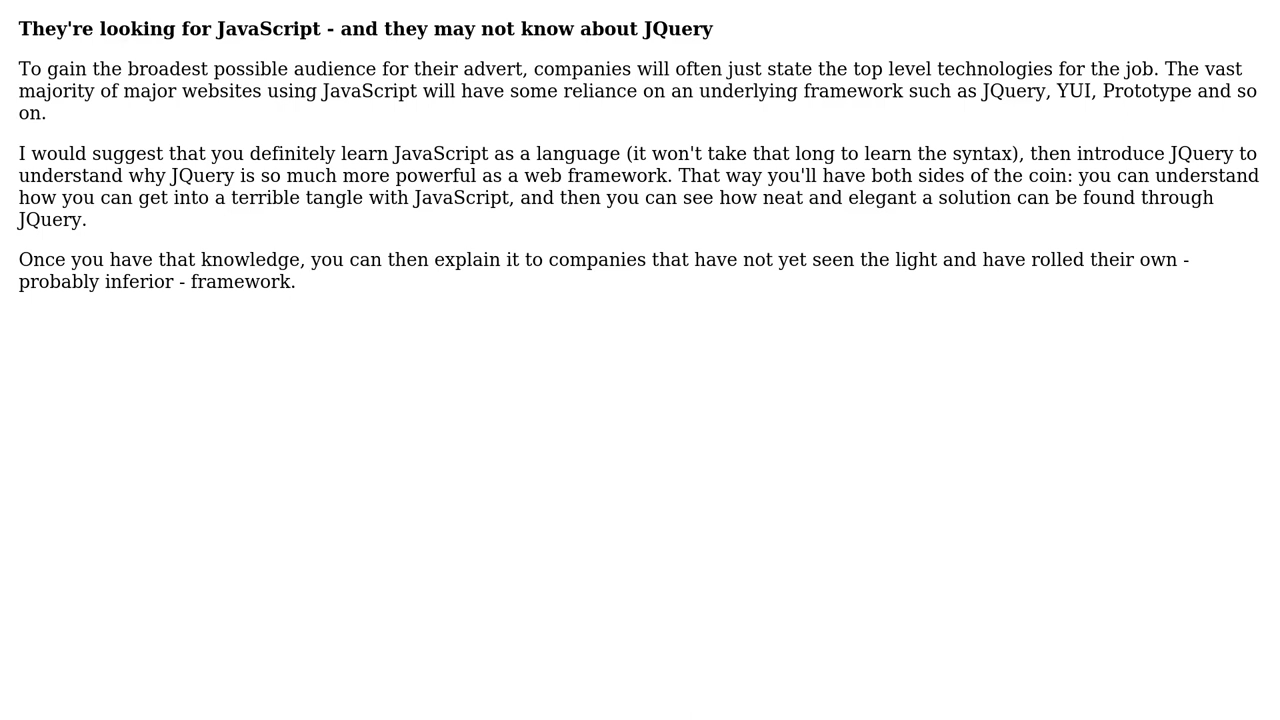 They're looking for JavaScript - and they may not know about JQuery
To gain the broadest possible audience for their advert, companies will often just state the top level technologies for the job. The vast
majority of major websites using JavaScript will have some reliance on an underlying framework such as JQuery, YUI, Prototype and so
on.
I would suggest that you definitely learn JavaScript as a language (it won't take that long to learn the syntax), then introduce JQuery to
understand why JQuery is so much more powerful as a web framework. That way you'll have both sides of the coin: you can understand
how you can get into a terrible tangle with JavaScript, and then you can see how neat and elegant a solution can be found through
JQuery.
Once you have that knowledge, you can then explain it to companies that have not yet seen the light and have rolled their own -
probably inferior - framework.